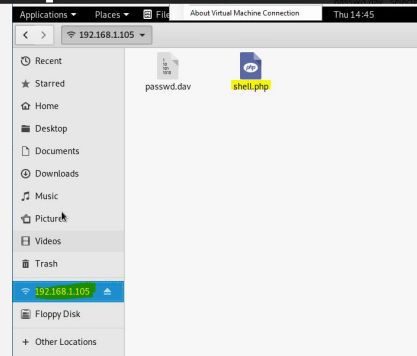 Applications Places File About Virtual Machine Connection Thu 14:45
192.168.1.105
Recent
Starred
Home
Desktop
Documents
Downloads
Music
Pictures
Videos
Trash
192.168.1.105
Floppy Disk
+ Other Locations
passwd.dav shell.php